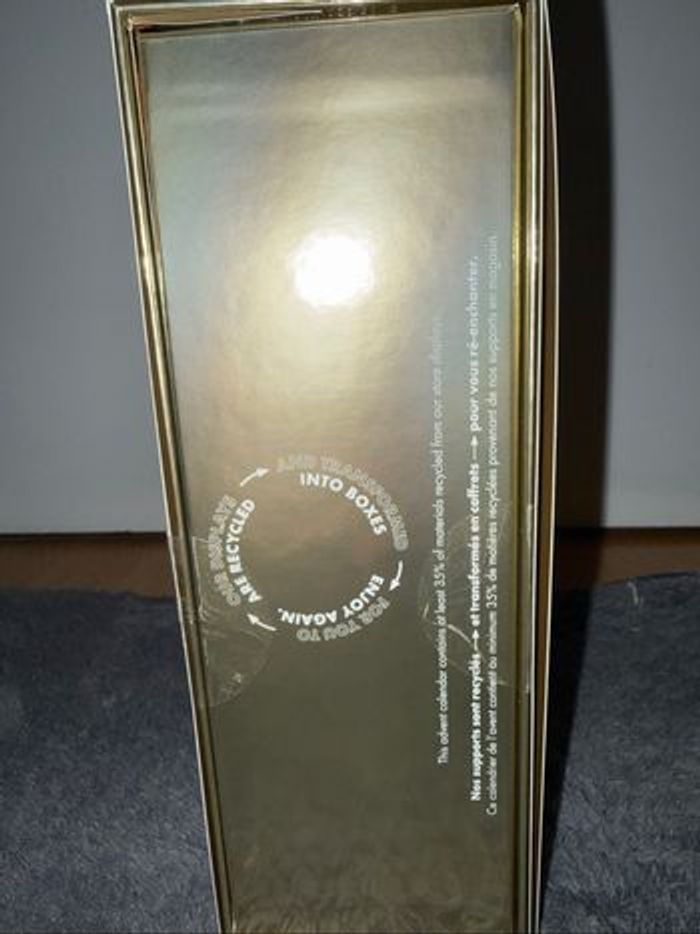 OUR DISPLAYS
ARE RECYCLED
AND TRANSFORMED
INTO BOXES
FOR YOU TO
ENJOY AGAIN.
This advent calendar contains at least 35% of materials recycled from our store displays.
Nos supports sont recyclés → et transformés en coffrets → pour vous ré-enchanter.
Ce calendrier de l'avent contient au minimum 35% de matières recyclées provenant de nos supports en magasin.